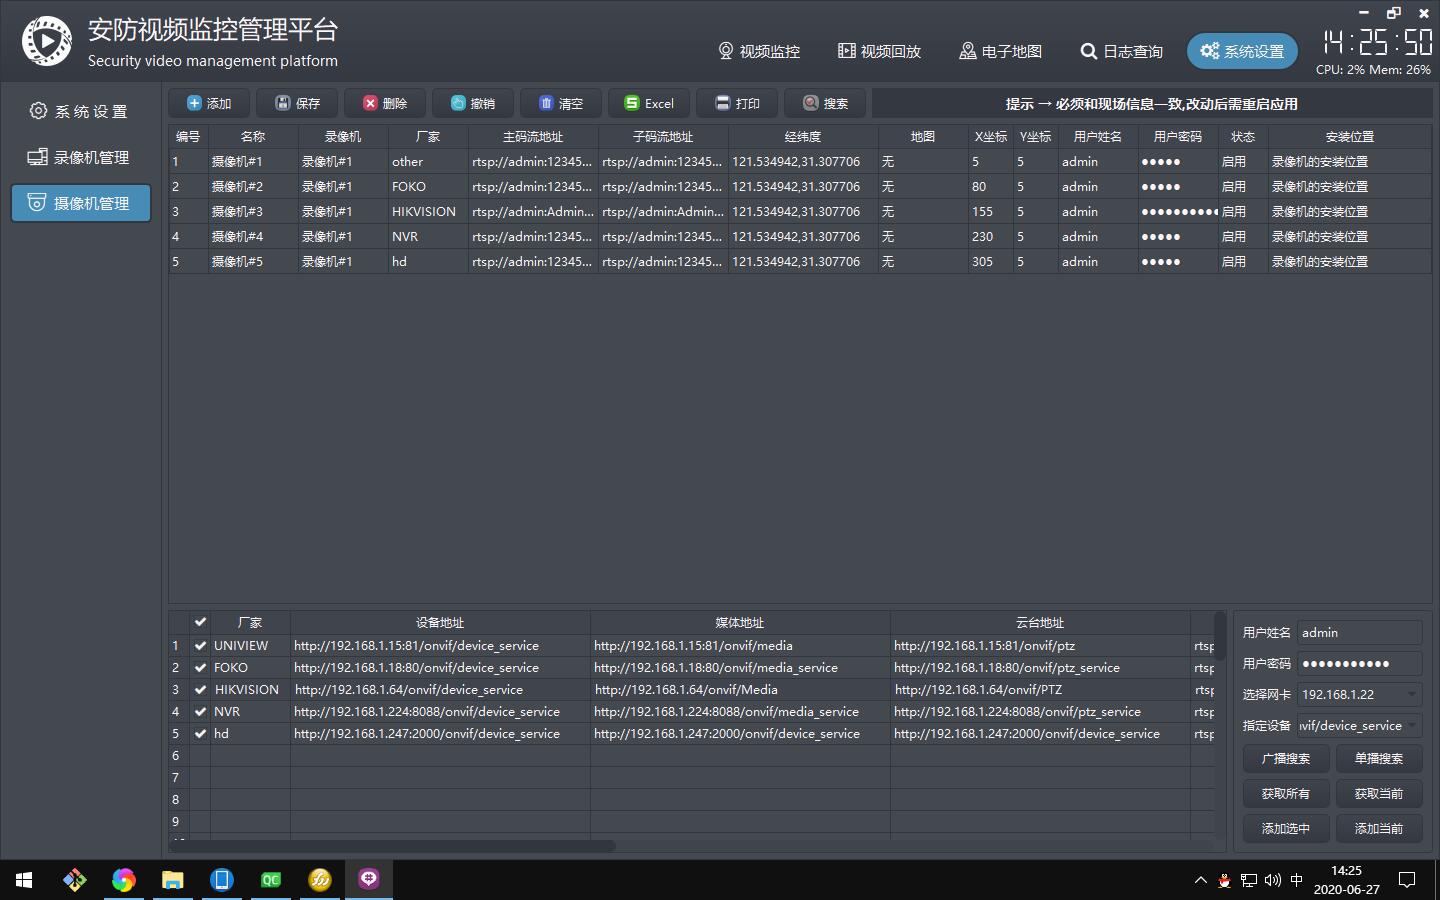 安防视频监控管理平台
Security video management platform
视频监控 视频回放 电子地图 日志查询 系统设置
14:25:50
CPU: 2% Mem: 26%
系 统 设 置
录像机管理
摄像机管理
添加 保存 删除 撤销 清空 Excel 打印 搜索 提示 → 必须和现场信息一致,改动后需重启应用
编号 名称 录像机 厂家 主码流地址 子码流地址 经纬度 地图 X坐标 Y坐标 用户姓名 用户密码 状态 安装位置
1 摄像机#1 录像机#1 other rtsp://admin:12345... rtsp://admin:12345... 121.534942,31.307706 无 5 5 admin ●●●●● 启用 录像机的安装位置
2 摄像机#2 录像机#1 FOKO rtsp://admin:12345... rtsp://admin:12345... 121.534942,31.307706 无 80 5 admin ●●●●● 启用 录像机的安装位置
3 摄像机#3 录像机#1 HIKVISION rtsp://admin:Admin... rtsp://admin:Admin... 121.534942,31.307706 无 155 5 admin ●●●●●●●●●● 启用 录像机的安装位置
4 摄像机#4 录像机#1 NVR rtsp://admin:12345... rtsp://admin:12345... 121.534942,31.307706 无 230 5 admin ●●●●● 启用 录像机的安装位置
5 摄像机#5 录像机#1 hd rtsp://admin:12345... rtsp://admin:12345... 121.534942,31.307706 无 305 5 admin ●●●●● 启用 录像机的安装位置
厂家 设备地址 媒体地址 云台地址
1 UNIVIEW http://192.168.1.15:81/onvif/device_service http://192.168.1.15:81/onvif/media http://192.168.1.15:81/onvif/ptz rtsp
2 FOKO http://192.168.1.18:80/onvif/device_service http://192.168.1.18:80/onvif/media_service http://192.168.1.18:80/onvif/ptz_service rtsp
3 HIKVISION http://192.168.1.64/onvif/device_service http://192.168.1.64/onvif/Media http://192.168.1.64/onvif/PTZ rtsp
4 NVR http://192.168.1.224:8088/onvif/device_service http://192.168.1.224:8088/onvif/media_service http://192.168.1.224:8088/onvif/ptz_service rtsp
5 hd http://192.168.1.247:2000/onvif/device_service http://192.168.1.247:2000/onvif/device_service http://192.168.1.247:2000/onvif/device_service rtsp
6
7
8
9
用户姓名 admin
用户密码 ●●●●●●●●●●●
选择网卡 192.168.1.22
指定设备 ıvif/device_service
广播搜索 单播搜索
获取所有 获取当前
添加选中 添加当前
QC
中
14:25
2020-06-27